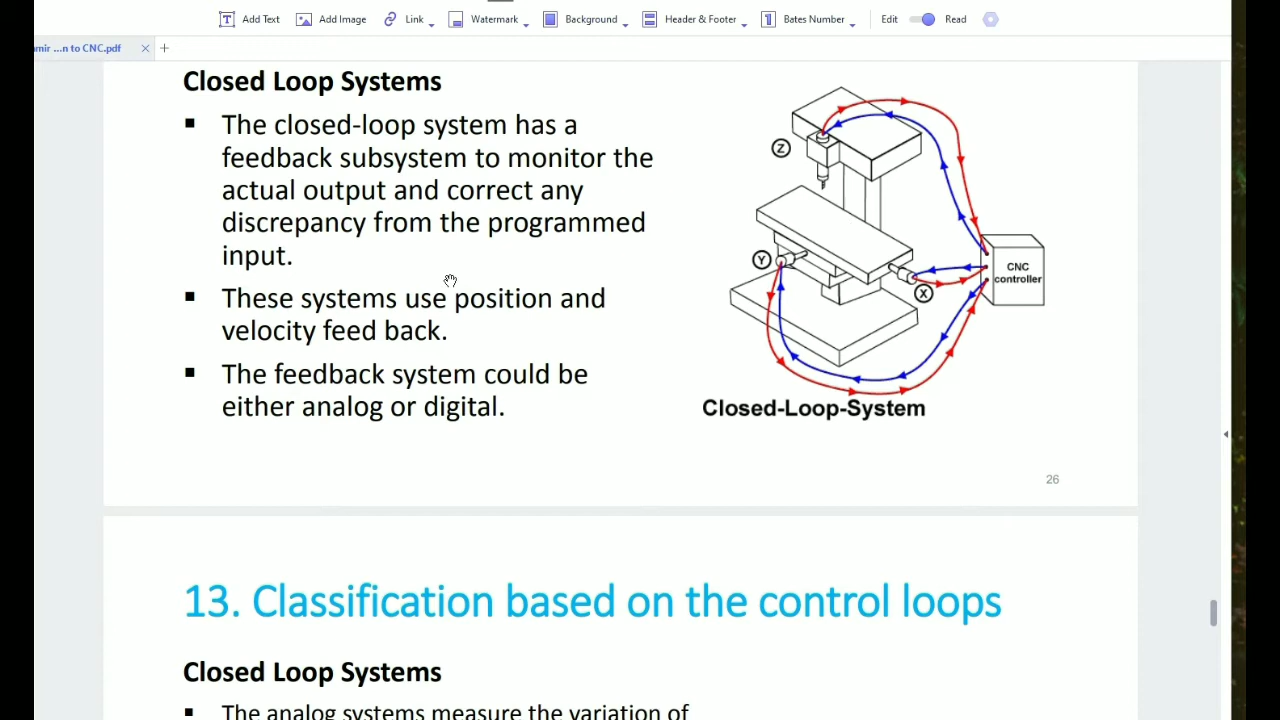 Add Text Add Image Link Watermark Background Header & Footer Bates Number Edit Read
mir ...n to CNC.pdf
Closed Loop Systems
▪ The closed-loop system has a
feedback subsystem to monitor the
actual output and correct any
discrepancy from the programmed
input.
▪ These systems use position and
velocity feed back.
▪ The feedback system could be
either analog or digital.
Z
Y
X
CNC
controller
Closed-Loop-System
26
13. Classification based on the control loops
Closed Loop Systems
▪ The analog systems measure the variation of